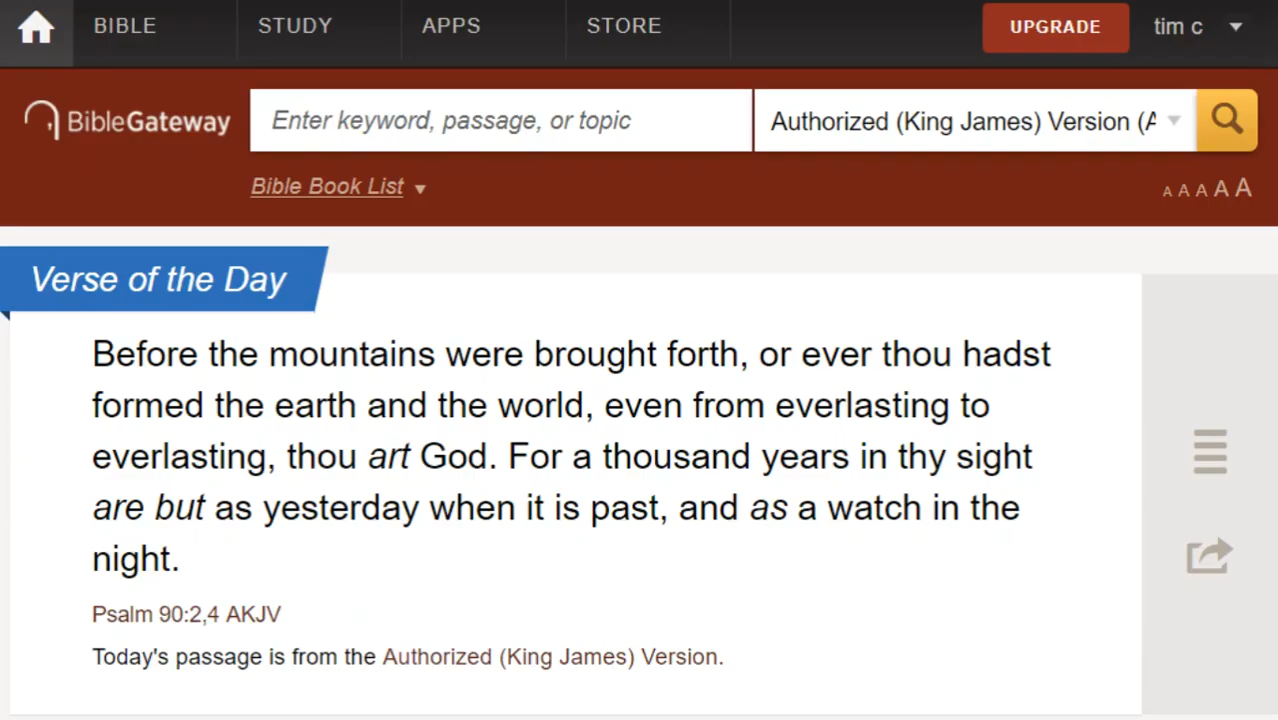 BIBLE STUDY APPS STORE UPGRADE tim c
BibleGateway Enter keyword, passage, or topic Authorized (King James) Version (A
Bible Book List A A A A A
Verse of the Day
Before the mountains were brought forth, or ever thou hadst
formed the earth and the world, even from everlasting to
everlasting, thou art God. For a thousand years in thy sight
are but as yesterday when it is past, and as a watch in the
night.
Psalm 90:2,4 AKJV
Today's passage is from the Authorized (King James) Version.